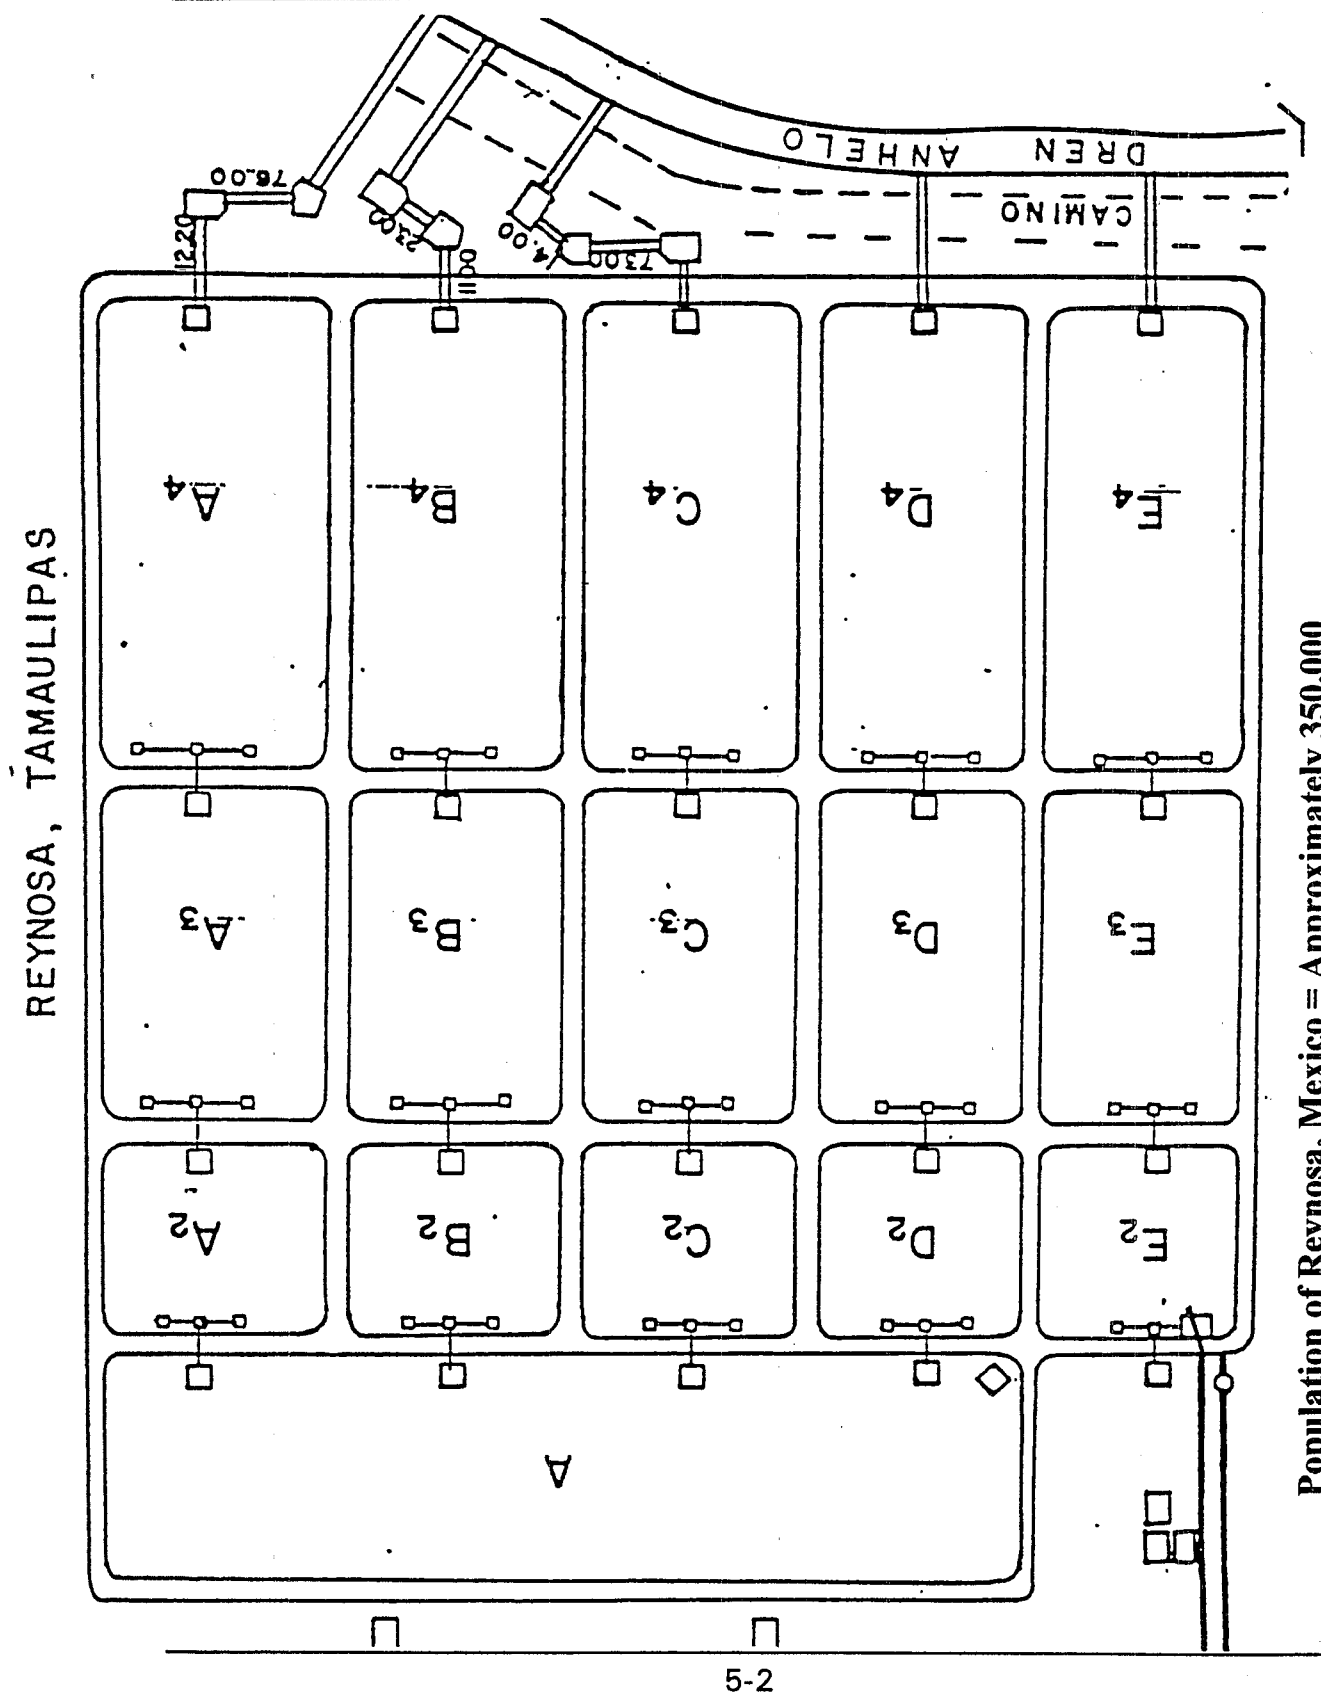 REYNOSA, TAMAULIPAS
76.00
12.20
23.00
11.00
73.00
DREN ANHELO
CAMINO
A4
B4
C4
D4
E4
A3
B3
C3
D3
E3
A2
B2
C2
D2
E2
A
Population of Reynosa, Mexico = Approximately 350,000
5-2